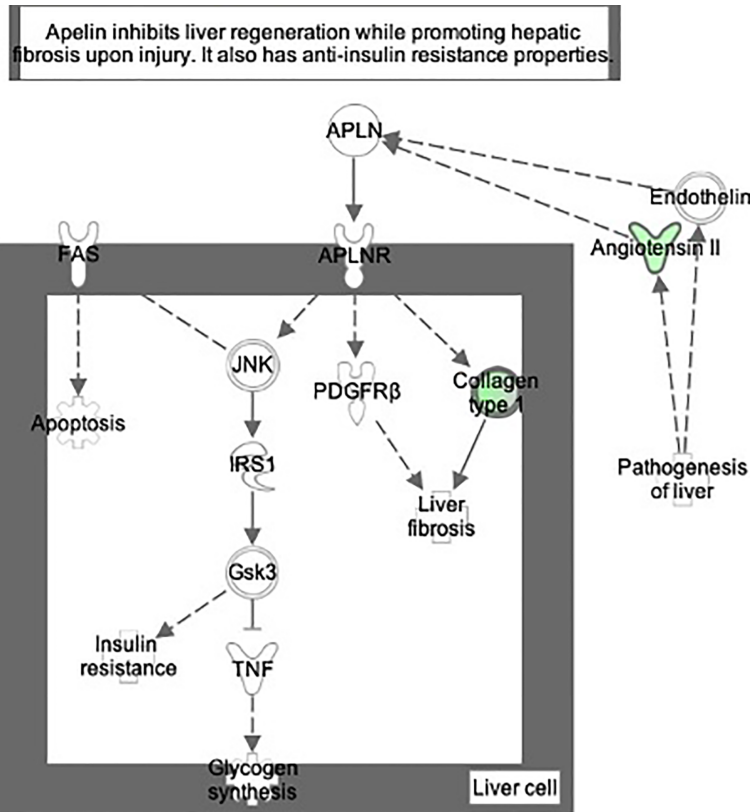 Apelin inhibits liver regeneration while promoting hepatic
fibrosis upon injury. It also has anti-insulin resistance properties.
APLN
Endothelin
Angiotensin II
FAS
APLNR
JNK
PDGFRβ
Collagen
type 1
Apoptosis
IRS1
Pathogenesis
of liver
Liver
fibrosis
Gsk3
Insulin
resistance
TNF
Glycogen
synthesis
Liver cell